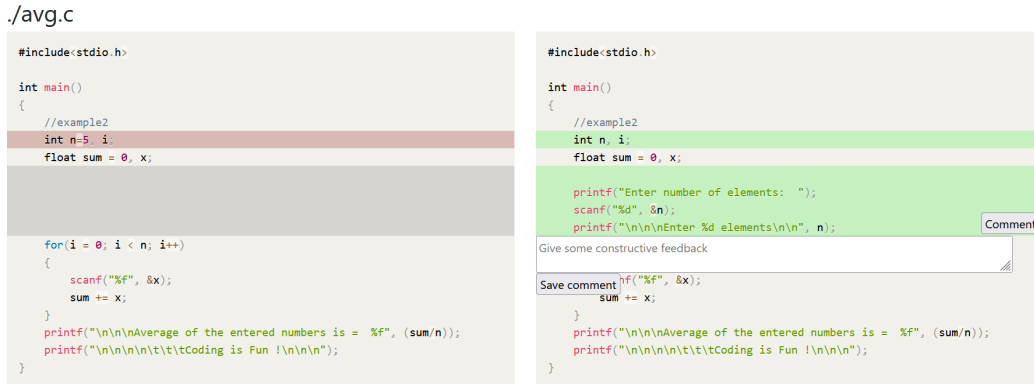 ./avg.c
#include<stdio.h>
int main()
{
//example2
int n=5, i;
float sum = 0, x;
for(i = 0; i < n; i++)
{
scanf("%f", &x);
sum += x;
}
printf("\n\n\nAverage of the entered numbers is =  %f", (sum/n));
printf("\n\n\n\n\t\t\tCoding is Fun !\n\n\n");
}
#include<stdio.h>
int main()
{
//example2
int n, i;
float sum = 0, x;
printf("Enter number of elements:  ");
scanf("%d", &n);
printf("\n\n\nEnter %d elements\n\n", n);
Comment
Give some constructive feedback
Save comment
nf("%f", &x);
sum += x;
}
printf("\n\n\nAverage of the entered numbers is =  %f", (sum/n));
printf("\n\n\n\n\t\t\tCoding is Fun !\n\n\n");
}